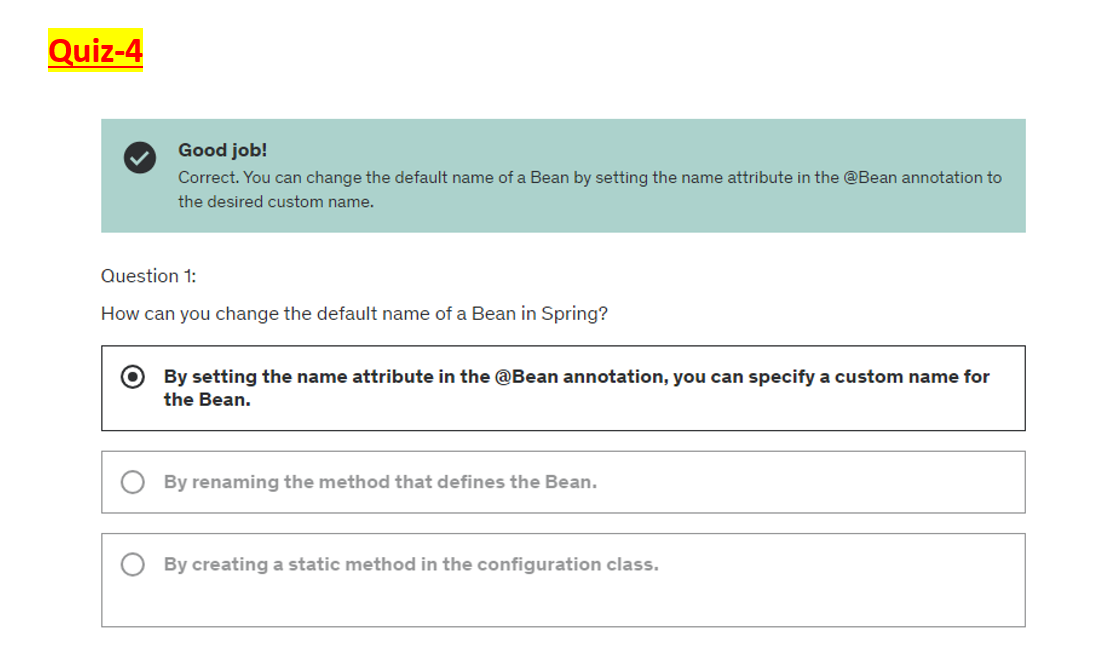 Quiz-4
Good job!
Correct. You can change the default name of a Bean by setting the name attribute in the @Bean annotation to
the desired custom name.
Question 1:
How can you change the default name of a Bean in Spring?
By setting the name attribute in the @Bean annotation, you can specify a custom name for
the Bean.
By renaming the method that defines the Bean.
By creating a static method in the configuration class.